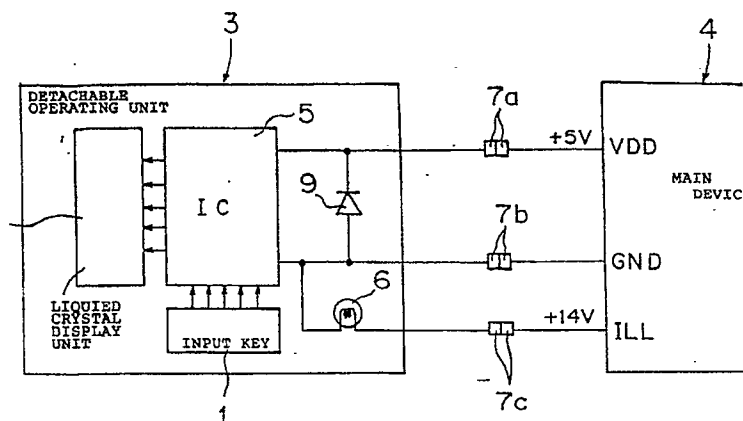 3
4
DETACHABLE
OPERATING UNIT
5
7a
+5V
VDD
IC
9
MAIN
DEVIC
7b
GND
6
LIQUIED
CRYSTAL
DISPLAY
UNIT
+14V
ILL
INPUT KEY
7c
1